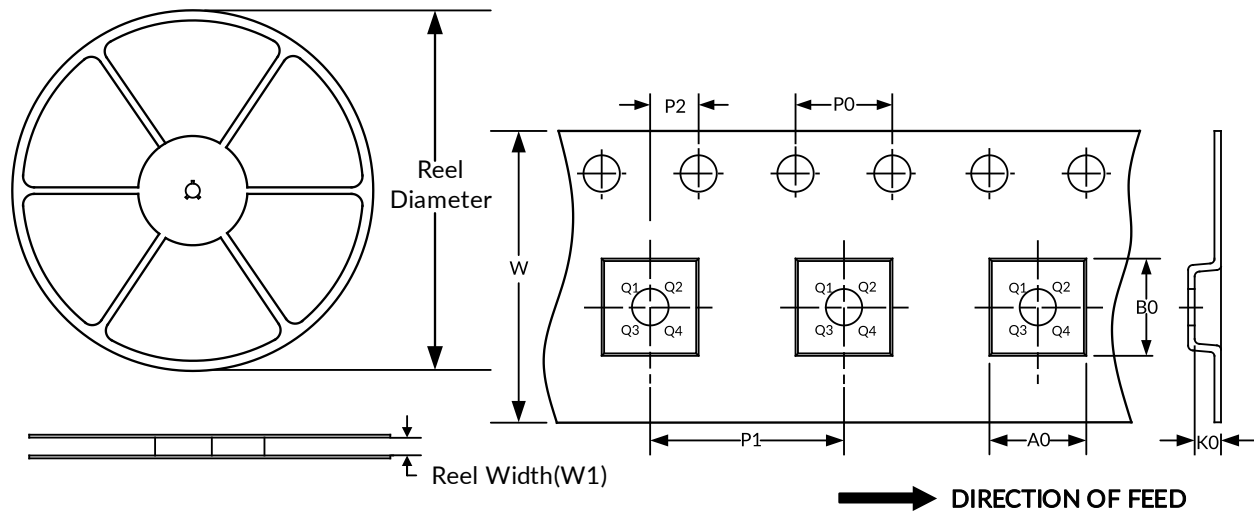 P2
P0
Reel
Diameter
W
Q1 Q2
Q3 Q4
Q1 Q2
Q3 Q4
Q1 Q2
Q3 Q4
B0
P1
A0
K0
Reel Width(W1)
DIRECTION OF FEED